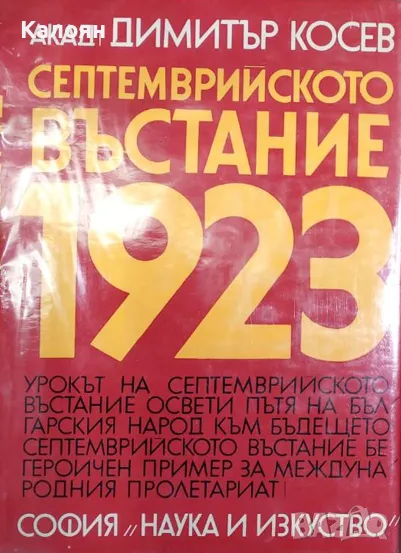 Калоян
АКАД. ДИМИТЪР КОСЕВ
СЕПТЕМВРИЙСКОТО
ВЪСТАНИЕ
1923
УРОКЪТ НА СЕПТЕМВРИЙСКОТО
ВЪСТАНИЕ ОСВЕТИ ПЪТЯ НА БЪЛ
ГАРСКИЯ НАРОД КЪМ БЪДЕЩЕТО
СЕПТЕМВРИЙСКОТО ВЪСТАНИЕ БЕ
ГЕРОИЧЕН ПРИМЕР ЗА МЕЖДУНА
РОДНИЯ ПРОЛЕТАРИАТ!
СОФИЯ „НАУКА И ИЗКУСТВО"